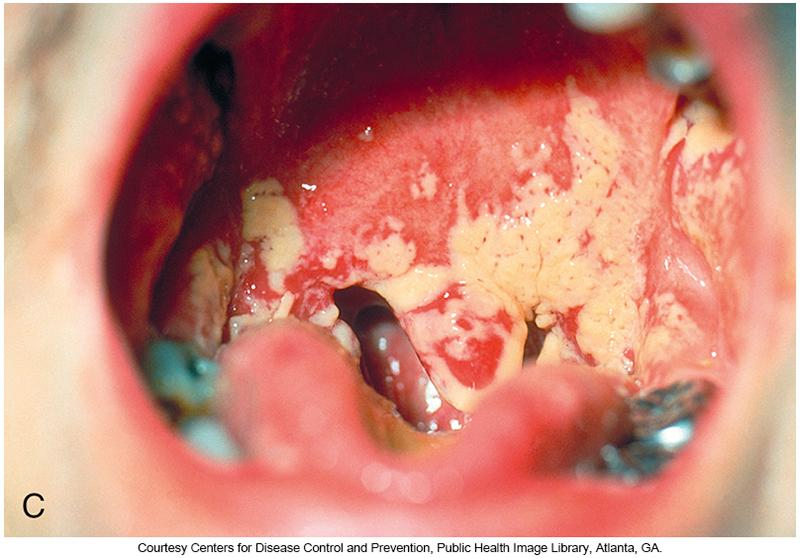 C
Courtesy Centers for Disease Control and Prevention, Public Health Image Library, Atlanta, GA.